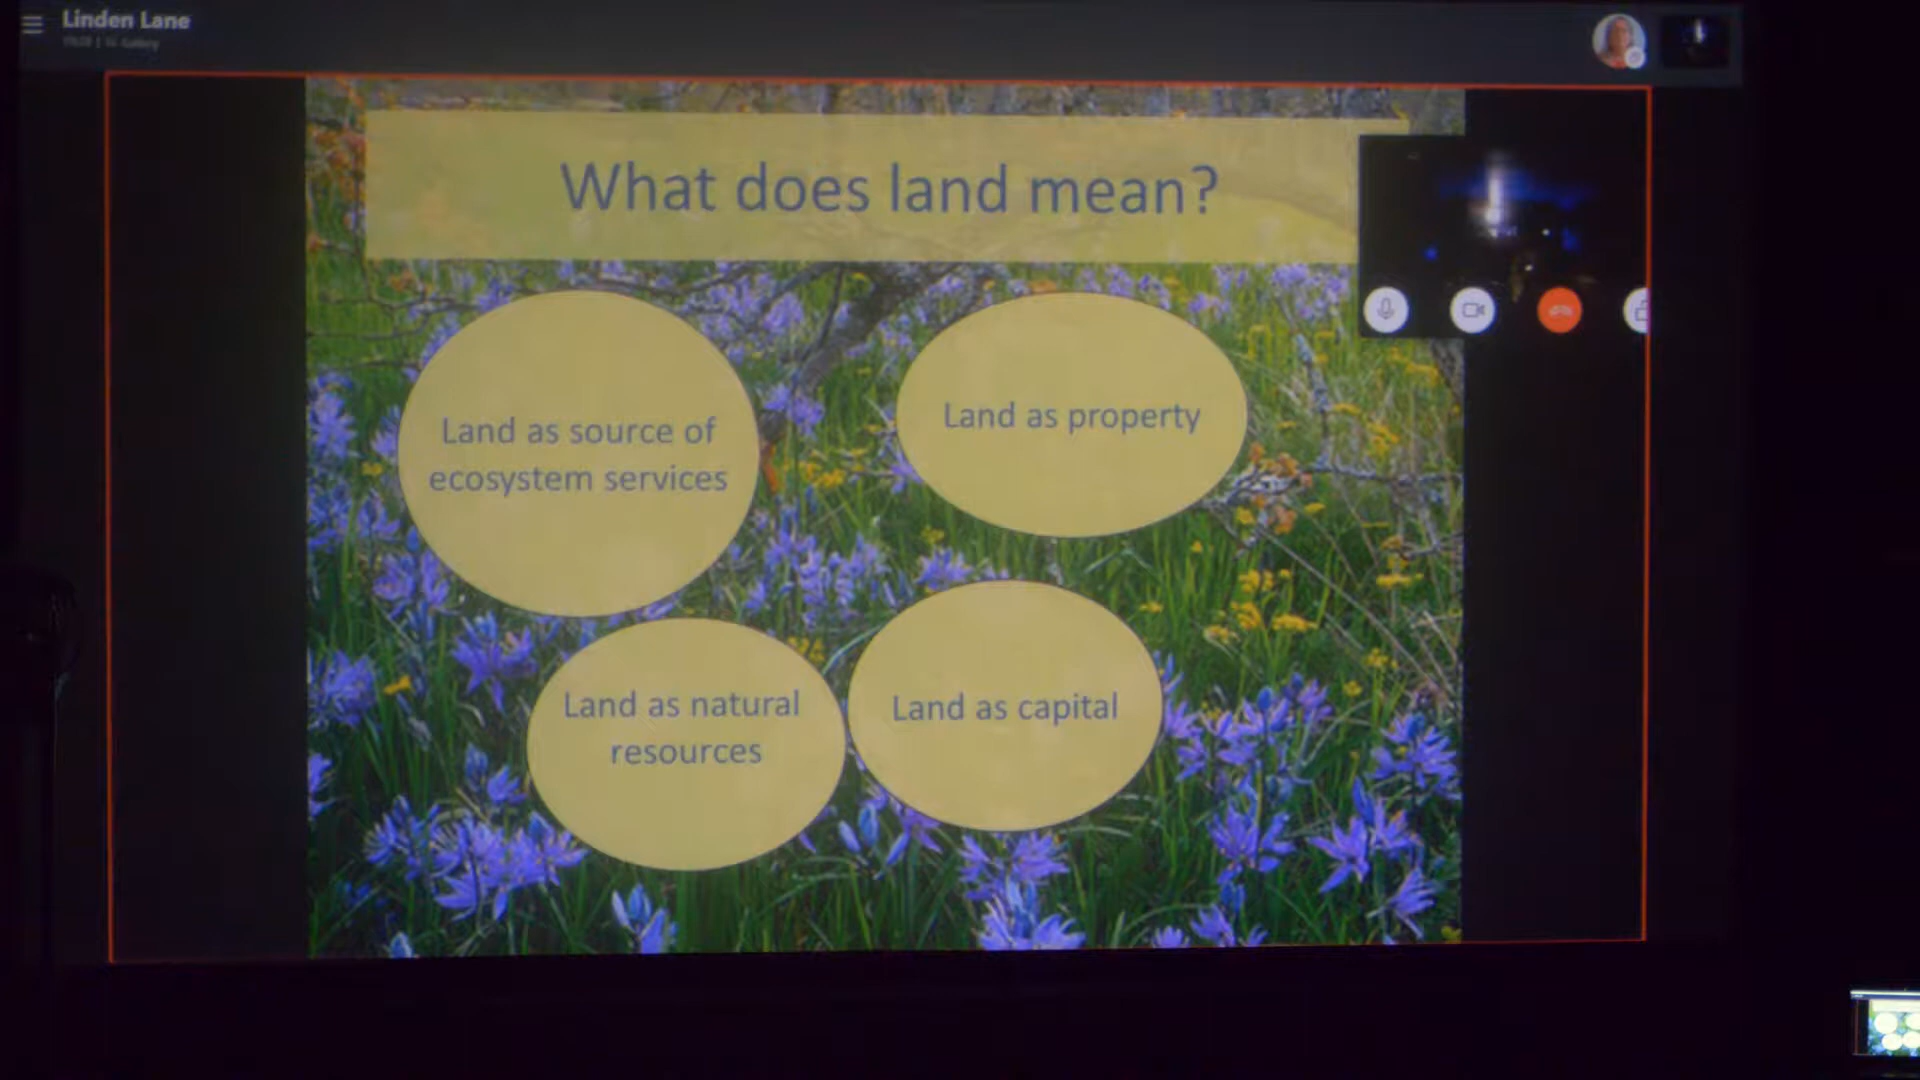 Linden Lane
Gallery
What does land mean?
Land as source of
ecosystem services
Land as property
Land as natural
resources
Land as capital